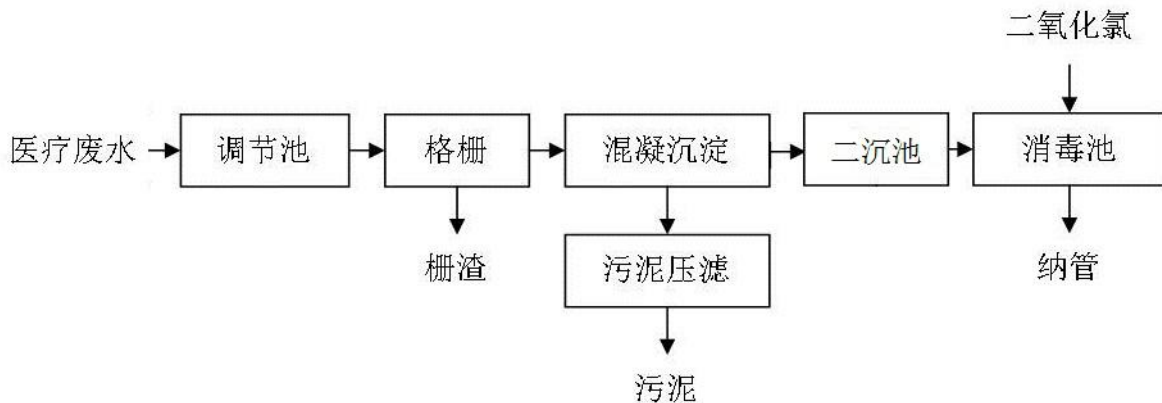 二氧化氯
医疗废水
调节池
格栅
混凝沉淀
二沉池
消毒池
栅渣
污泥压滤
纳管
污泥